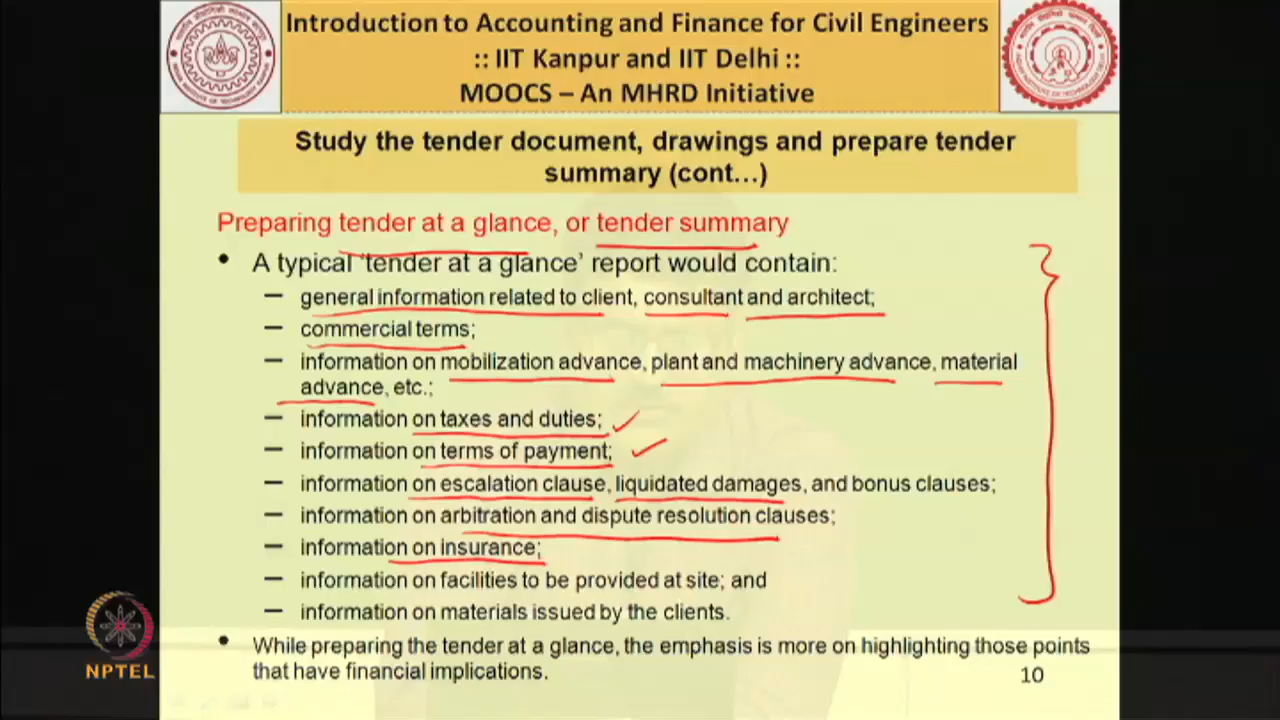 Introduction to Accounting and Finance for Civil Engineers
:: IIT Kanpur and IIT Delhi ::
MOOCS – An MHRD Initiative
Study the tender document, drawings and prepare tender
summary (cont…)
Preparing tender at a glance, or tender summary
• A typical ‘tender at a glance’ report would contain:
– general information related to client, consultant and architect;
– commercial terms;
– information on mobilization advance, plant and machinery advance, material
advance, etc.;
– information on taxes and duties;
– information on terms of payment;
– information on escalation clause, liquidated damages, and bonus clauses;
– information on arbitration and dispute resolution clauses;
– information on insurance;
– information on facilities to be provided at site; and
– information on materials issued by the clients.
• While preparing the tender at a glance, the emphasis is more on highlighting those points
that have financial implications.
10
NPTEL